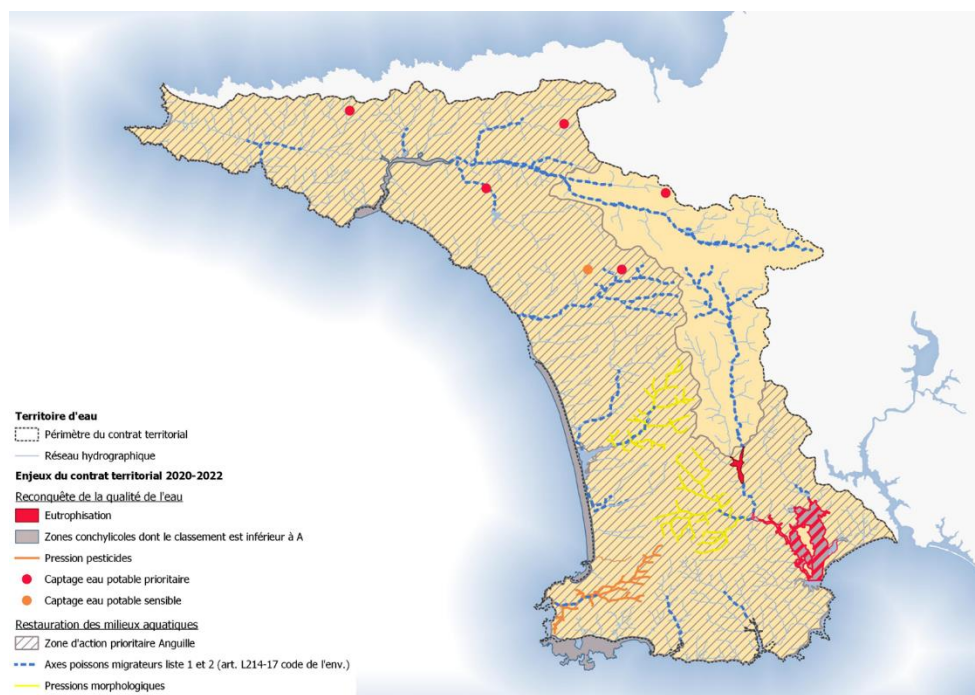 Territoire d'eau
Périmètre du contrat territorial
Réseau hydrographique
Enjeux du contrat territorial 2020-2022
Reconquête de la qualité de l'eau
Eutrophisation
Zones conchylicoles dont le classement est inférieur à A
Pression pesticides
Captage eau potable prioritaire
Captage eau potable sensible
Restauration des milieux aquatiques
Zone d'action prioritaire Anguille
Axes poissons migrateurs liste 1 et 2 (art. L214-17 code de l'env.)
Pressions morphologiques